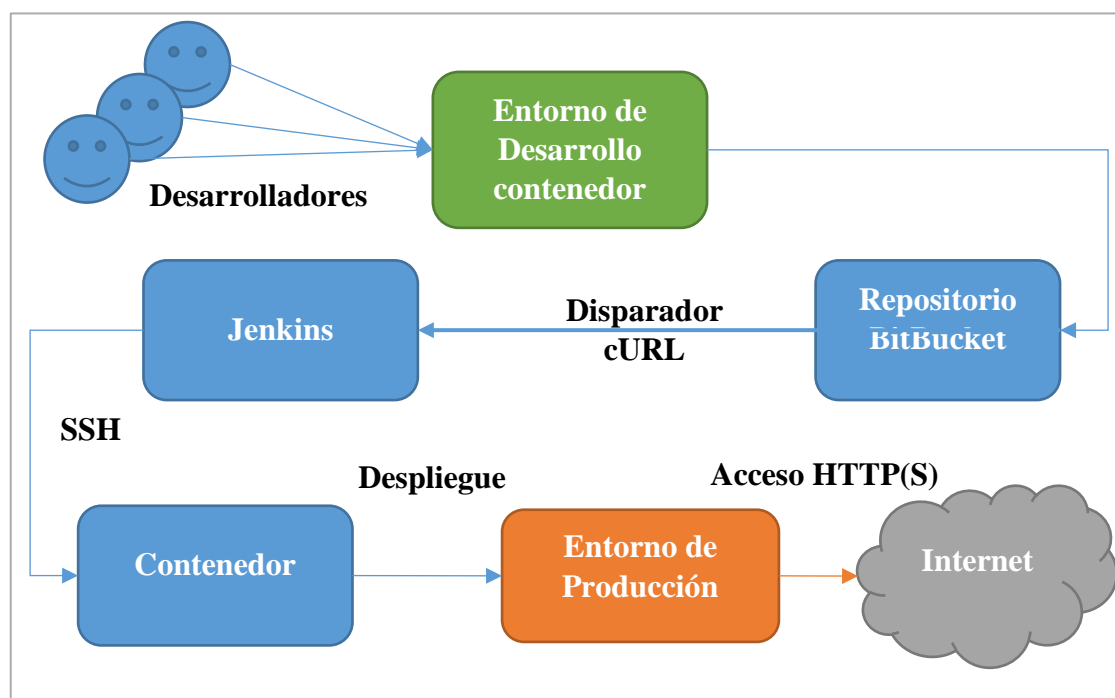 Entorno de
Desarrollo
contenedor
Desarrolladores
Jenkins
Disparador
cURL
Repositorio
BitBucket
SSH
Despliegue
Acceso HTTP(S)
Contenedor
Entorno de
Producción
Internet